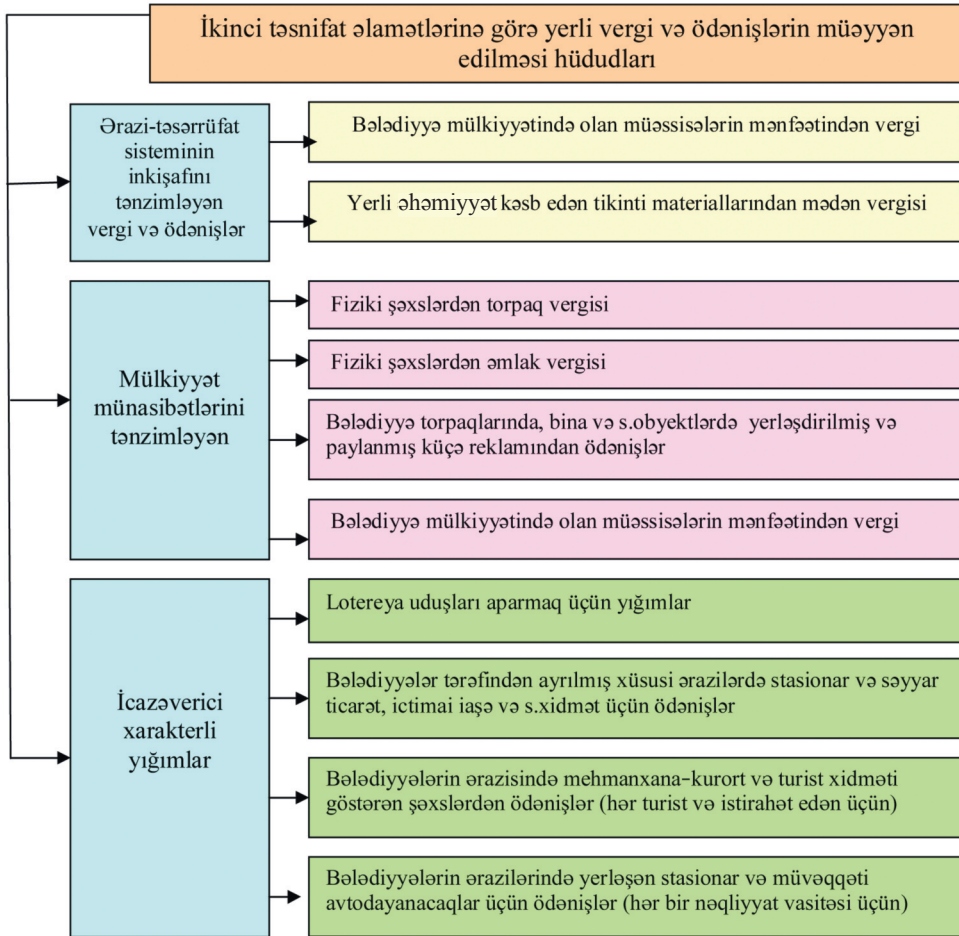 İkinci təsnifat əlamətlərinə görə yerli vergi və ödənişlərin müəyyən
edilməsi hüdudları
Ərazi-təsərrüfat
sisteminin
inkişafını
tənzimləyən
vergi və ödənişlər
Bələdiyyə mülkiyyətində olan müəssisələrin mənfəətindən vergi
Yerli əhəmiyyət kəsb edən tikinti materiallarından mədən vergisi
Mülkiyyət
münasibətlərini
tənzimləyən
Fiziki şəxslərdən torpaq vergisi
Fiziki şəxslərdən əmlak vergisi
Bələdiyyə torpaqlarında, bina və s.obyektlərdə yerləşdirilmiş və
paylanmış küçə reklamından ödənişlər
Bələdiyyə mülkiyyətində olan müəssisələrin mənfəətindən vergi
İcazəverici
xarakterli
yığımlar
Lotereya uduşları aparmaq üçün yığımlar
Bələdiyyələr tərəfindən ayrılmış xüsusi ərazilərdə stasionar və səyyar
ticarət, ictimai iaşə və s.xidmət üçün ödənişlər
Bələdiyyələrin ərazisində mehmanxana-kurort və turist xidməti
göstərən şəxslərdən ödənişlər (hər turist və istirahət edən üçün)
Bələdiyyələrin ərazilərində yerləşən stasionar və müvəqqəti
avtodayanacaqlar üçün ödənişlər (hər bir nəqliyyat vasitəsi üçün)